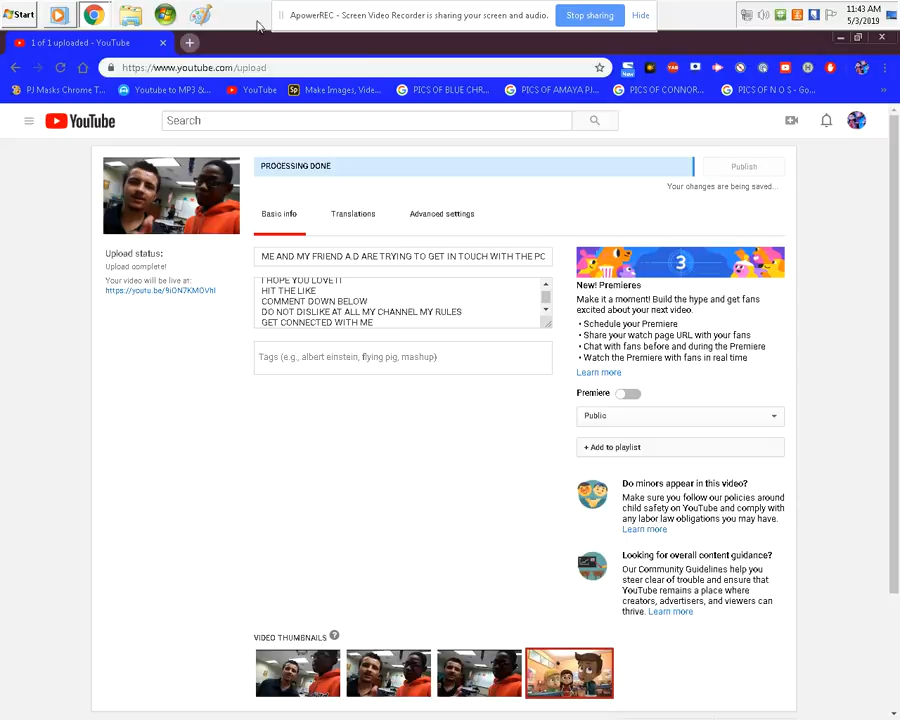 Start
ApowerREC - Screen Video Recorder is sharing your screen and audio.
Stop sharing
Hide
11:43 AM
5/3/2019
1 of 1 uploaded - YouTube
https://www.youtube.com/upload
New
PJ Masks Chrome T...
Youtube to MP3 &...
YouTube
Sp
Make Images, Vide...
PICS OF BLUE CHR...
PICS OF AMAYA PJ...
PICS OF CONNOR...
PICS OF N O S - Go...
YouTube
Search
PROCESSING DONE
Publish
Your changes are being saved...
Basic info
Translations
Advanced settings
Upload status:
Upload complete!
Your video will be live at:
https://youtu.be/9iON7KMOVhI
ME AND MY FRIEND A.D ARE TRYING TO GET IN TOUCH WITH THE PC
HIT THE LIKE
COMMENT DOWN BELOW
DO NOT DISLIKE AT ALL MY CHANNEL MY RULES
GET CONNECTED WITH ME
Tags (e.g., albert einstein, flying pig, mashup)
3
New! Premieres
Make it a moment! Build the hype and get fans
excited about your next video.
• Schedule your Premiere
• Share your watch page URL with your fans
• Chat with fans before and during the Premiere
• Watch the Premiere with fans in real time
Learn more
Premiere
Public
+ Add to playlist
Do minors appear in this video?
Make sure you follow our policies around
child safety on YouTube and comply with
any labor law obligations you may have.
Learn more
Looking for overall content guidance?
Our Community Guidelines help you
steer clear of trouble and ensure that
YouTube remains a place where
creators, advertisers, and viewers can
thrive. Learn more
VIDEO THUMBNAILS ?